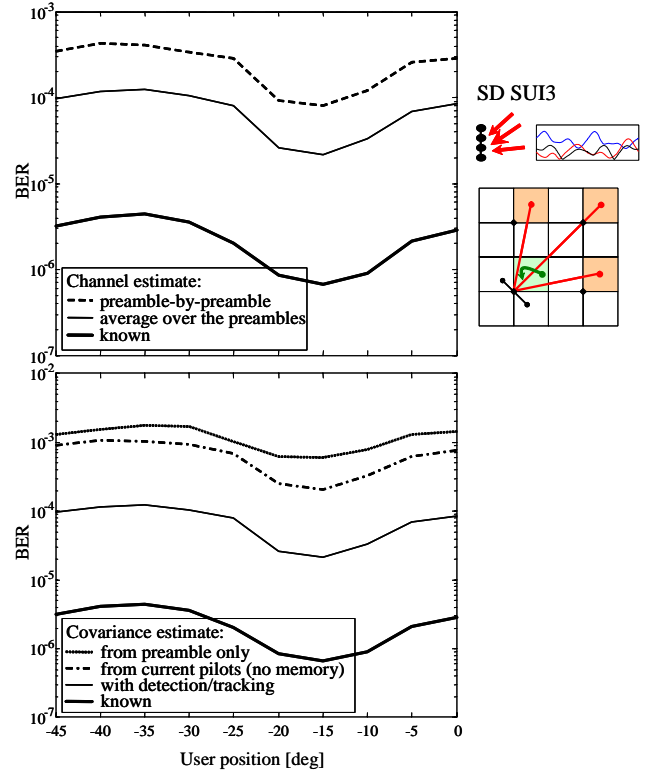 10-3
10-4
10-5
10-6
10-7
BER
Channel estimate:
preamble-by-preamble
average over the preambles
known
SD SUI3
10-2
10-3
10-4
10-5
10-6
10-7
BER
Covariance estimate:
from preamble only
from current pilots (no memory)
with detection/tracking
known
-45 -40 -35 -30 -25 -20 -15 -10 -5 0
User position [deg]